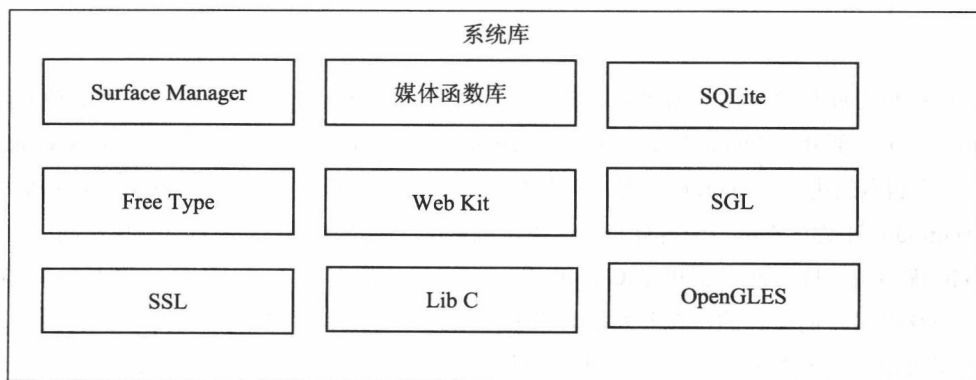 系统库
Surface Manager
媒体函数库
SQLite
Free Type
Web Kit
SGL
SSL
Lib C
OpenGLES